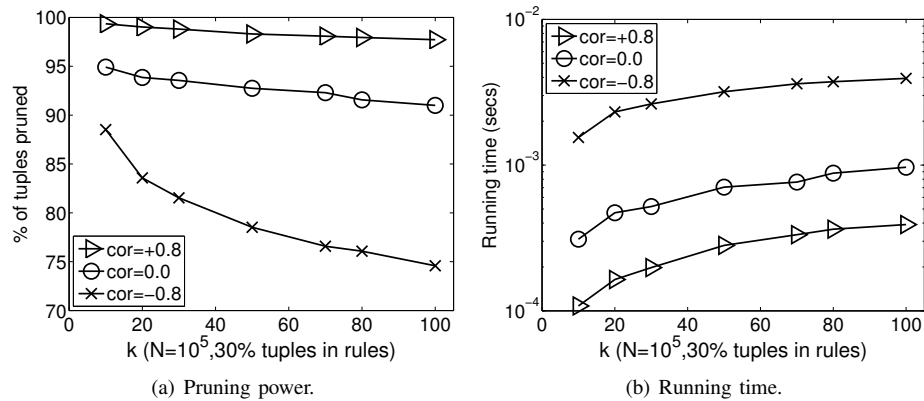 100
95
90
85
80
75
70
% of tuples pruned
cor=+0.8
cor=0.0
cor=−0.8
0 20 40 60 80 100
k (N=10^5,30% tuples in rules)
(a) Pruning power.
10^−2
10^−3
10^−4
Running time (secs)
cor=+0.8
cor=0.0
cor=−0.8
0 20 40 60 80 100
k (N=10^5,30% tuples in rules)
(b) Running time.